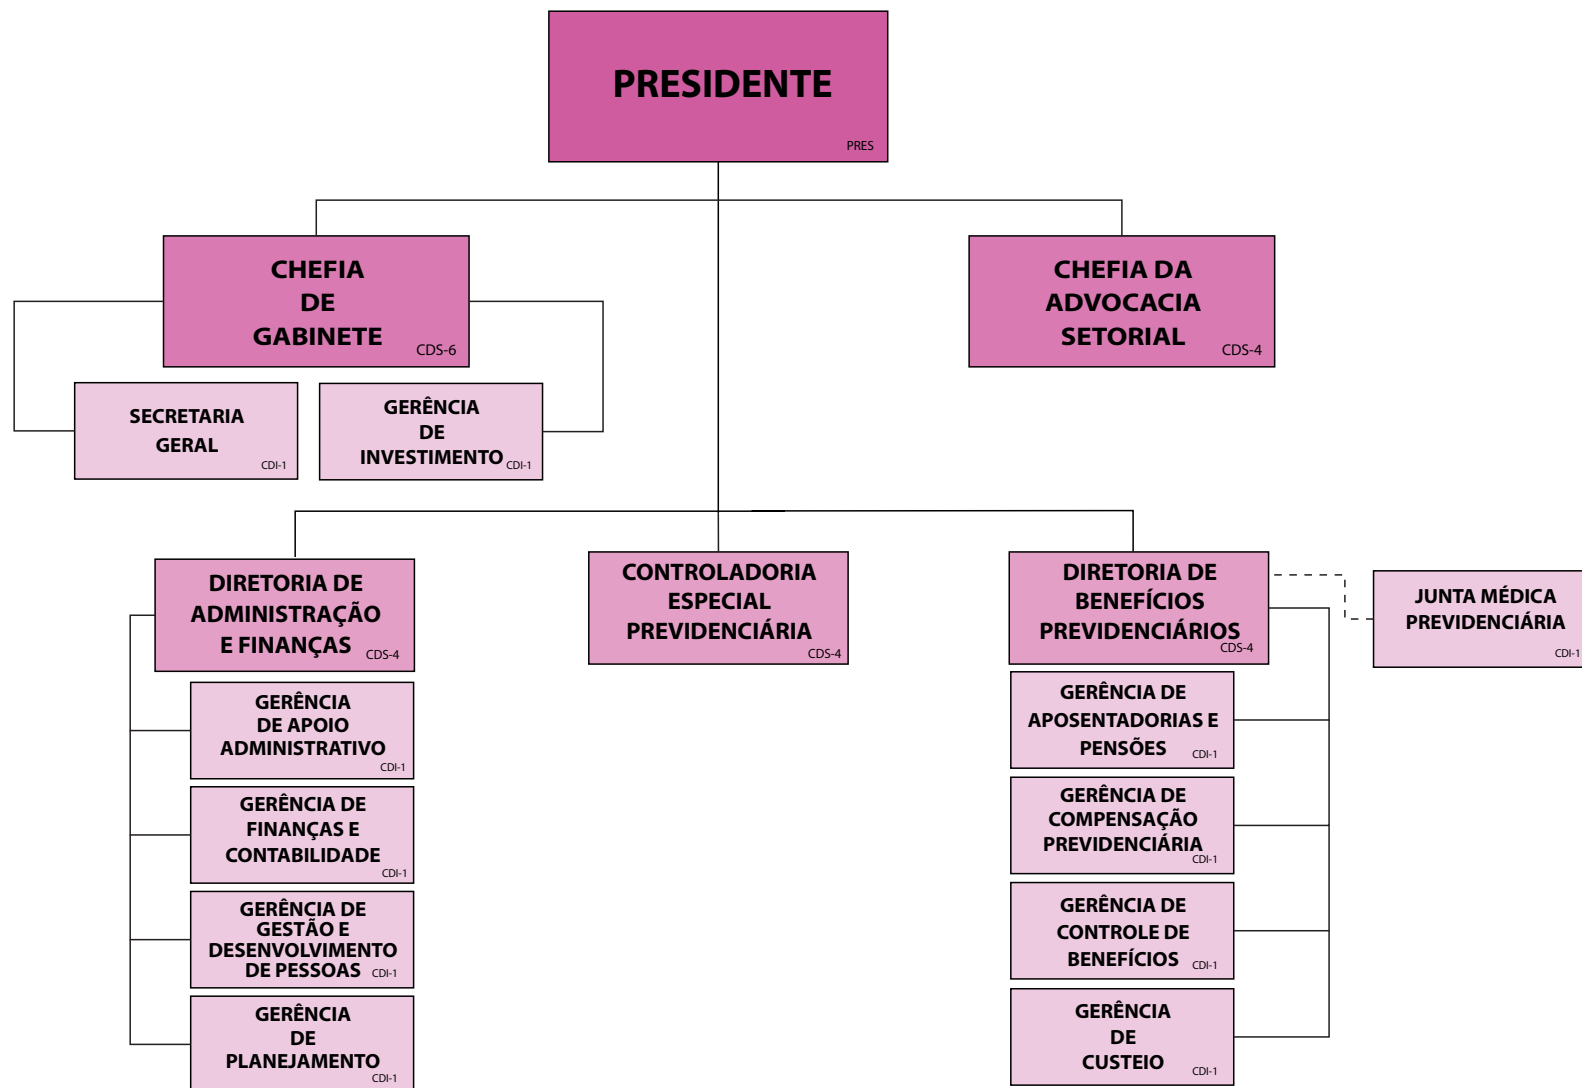 PRESIDENTE
PRES
CHEFIA
DE
GABINETE
CDS-6
CHEFIA DA
ADVOCACIA
SETORIAL
CDS-4
SECRETARIA
GERAL
CDI-1
GERÊNCIA
DE
INVESTIMENTO
CDI-1
DIRETORIA DE
ADMINISTRAÇÃO
E FINANÇAS
CDS-4
CONTROLADORIA
ESPECIAL
PREVIDENCIÁRIA
CDS-4
DIRETORIA DE
BENEFÍCIOS
PREVIDENCIÁRIOS
CDS-4
JUNTA MÉDICA
PREVIDENCIÁRIA
CDI-1
GERÊNCIA
DE APOIO
ADMINISTRATIVO
CDI-1
GERÊNCIA DE
FINANÇAS E
CONTABILIDADE
CDI-1
GERÊNCIA DE
GESTÃO E
DESENVOLVIMENTO
DE PESSOAS
CDI-1
GERÊNCIA
DE
PLANEJAMENTO
CDI-1
GERÊNCIA DE
APOSENTADORIAS E
PENSÕES
CDI-1
GERÊNCIA DE
COMPENSAÇÃO
PREVIDENCIÁRIA
CDI-1
GERÊNCIA DE
CONTROLE DE
BENEFÍCIOS
CDI-1
GERÊNCIA
DE
CUSTEIO
CDI-1